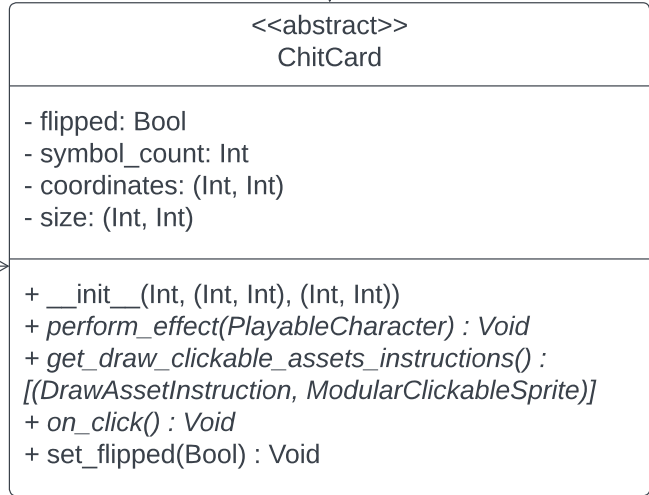 <<abstract>>
ChitCard
- flipped: Bool
- symbol_count: Int
- coordinates: (Int, Int)
- size: (Int, Int)
+ __init__(Int, (Int, Int), (Int, Int))
+ perform_effect(PlayableCharacter) : Void
+ get_draw_clickable_assets_instructions() :
[(DrawAssetInstruction, ModularClickableSprite)]
+ on_click() : Void
+ set_flipped(Bool) : Void